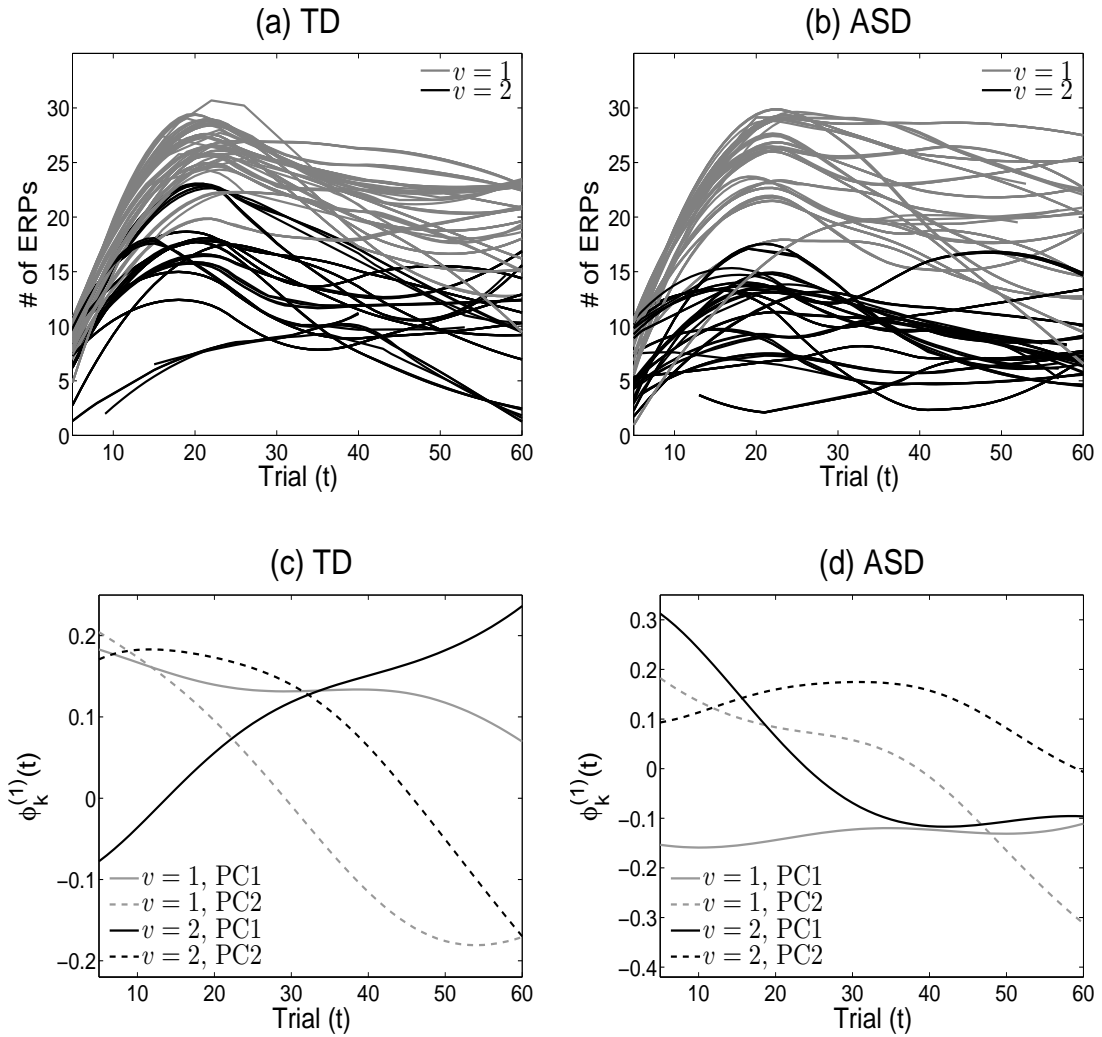 (a) TD
# of ERPs
30
25
20
15
10
5
0
v = 1
v = 2
10 20 30 40 50 60
Trial (t)
(b) ASD
# of ERPs
30
25
20
15
10
5
0
v = 1
v = 2
10 20 30 40 50 60
Trial (t)
(c) TD
ϕ_k^(1)(t)
0.2
0.1
0
−0.1
−0.2
v = 1, PC1
v = 1, PC2
v = 2, PC1
v = 2, PC2
10 20 30 40 50 60
Trial (t)
(d) ASD
ϕ_k^(1)(t)
0.3
0.2
0.1
0
−0.1
−0.2
−0.3
−0.4
v = 1, PC1
v = 1, PC2
v = 2, PC1
v = 2, PC2
10 20 30 40 50 60
Trial (t)